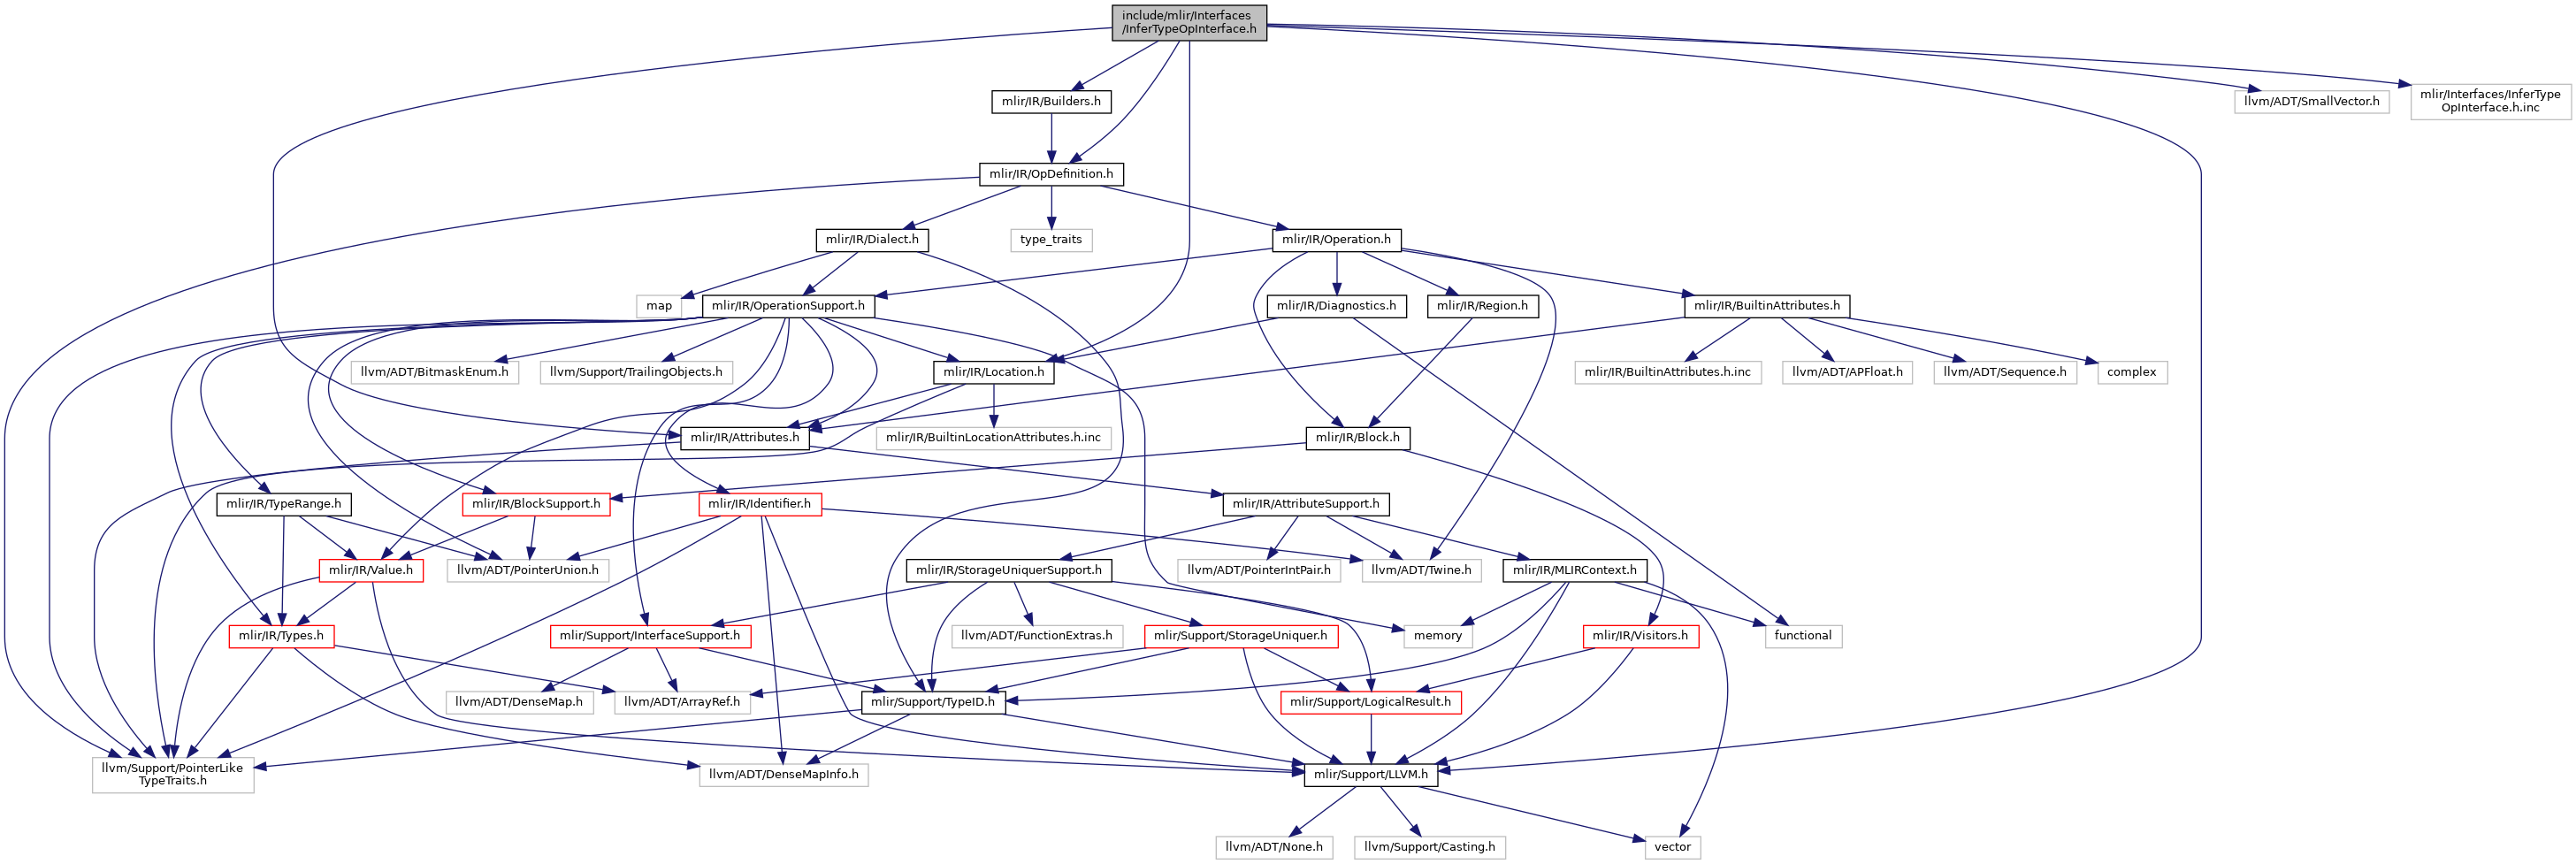 include/mlir/Interfaces
/InferTypeOpInterface.h
mlir/IR/Builders.h
llvm/ADT/SmallVector.h
mlir/Interfaces/InferType
OpInterface.h.inc
mlir/IR/OpDefinition.h
mlir/IR/Dialect.h
type_traits
mlir/IR/Operation.h
map
mlir/IR/OperationSupport.h
mlir/IR/Diagnostics.h
mlir/IR/Region.h
mlir/IR/BuiltinAttributes.h
llvm/ADT/BitmaskEnum.h
llvm/Support/TrailingObjects.h
mlir/IR/Location.h
mlir/IR/BuiltinAttributes.h.inc
llvm/ADT/APFloat.h
llvm/ADT/Sequence.h
complex
mlir/IR/Attributes.h
mlir/IR/BuiltinLocationAttributes.h.inc
mlir/IR/Block.h
mlir/IR/TypeRange.h
mlir/IR/BlockSupport.h
mlir/IR/Identifier.h
mlir/IR/AttributeSupport.h
mlir/IR/Value.h
llvm/ADT/PointerUnion.h
mlir/IR/StorageUniquerSupport.h
llvm/ADT/PointerIntPair.h
llvm/ADT/Twine.h
mlir/IR/MLIRContext.h
mlir/IR/Types.h
mlir/Support/InterfaceSupport.h
llvm/ADT/FunctionExtras.h
mlir/Support/StorageUniquer.h
memory
mlir/IR/Visitors.h
functional
llvm/ADT/DenseMap.h
llvm/ADT/ArrayRef.h
mlir/Support/TypeID.h
mlir/Support/LogicalResult.h
llvm/Support/PointerLike
TypeTraits.h
llvm/ADT/DenseMapInfo.h
mlir/Support/LLVM.h
llvm/ADT/None.h
llvm/Support/Casting.h
vector